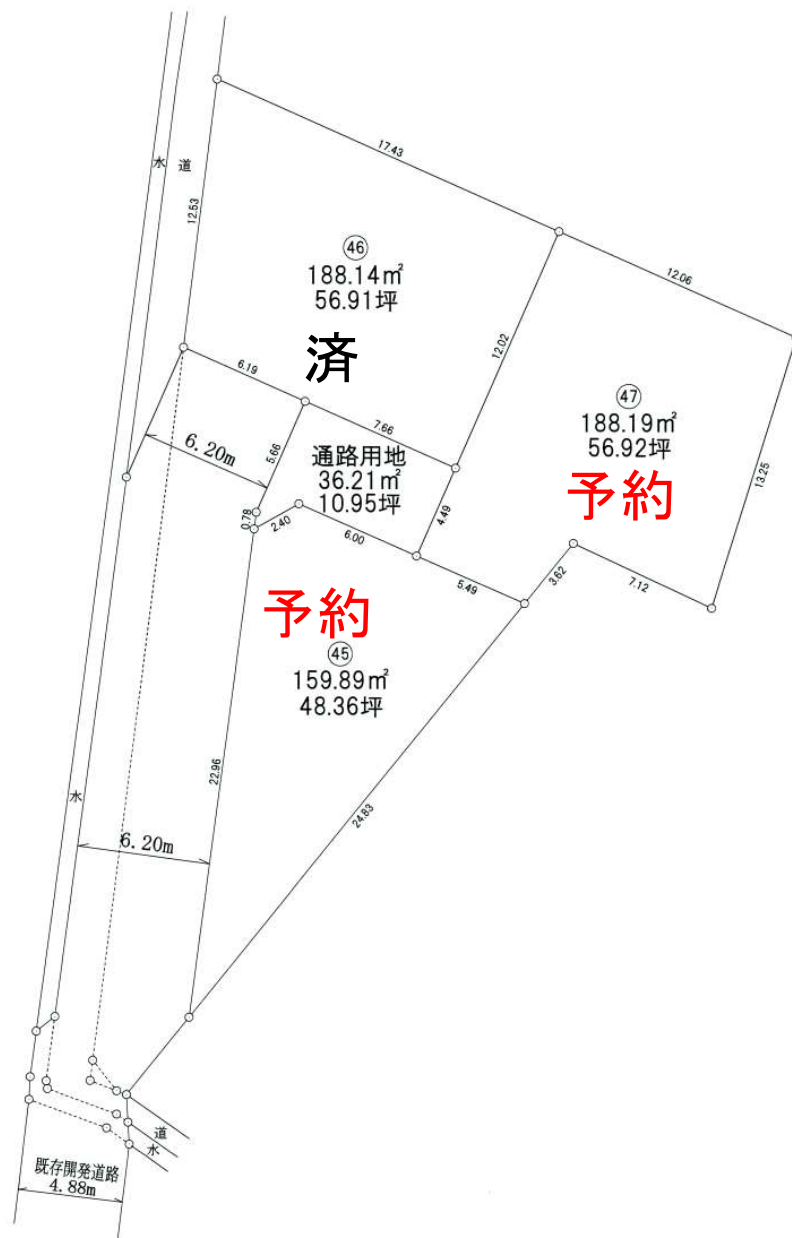 17.43
水
道
12.53
12.06
㊻
188.14㎡
56.91坪
済
12.02
6.19
7.66
㊼
188.19㎡
56.92坪
予約
13.25
6.20m
5.66
通路用地
36.21㎡
10.95坪
0.78
2.40
6.00
4.49
5.49
3.62
7.12
予約
㊺
159.89㎡
48.36坪
22.96
24.83
水
6.20m
道
水
既存開発道路
4.88m